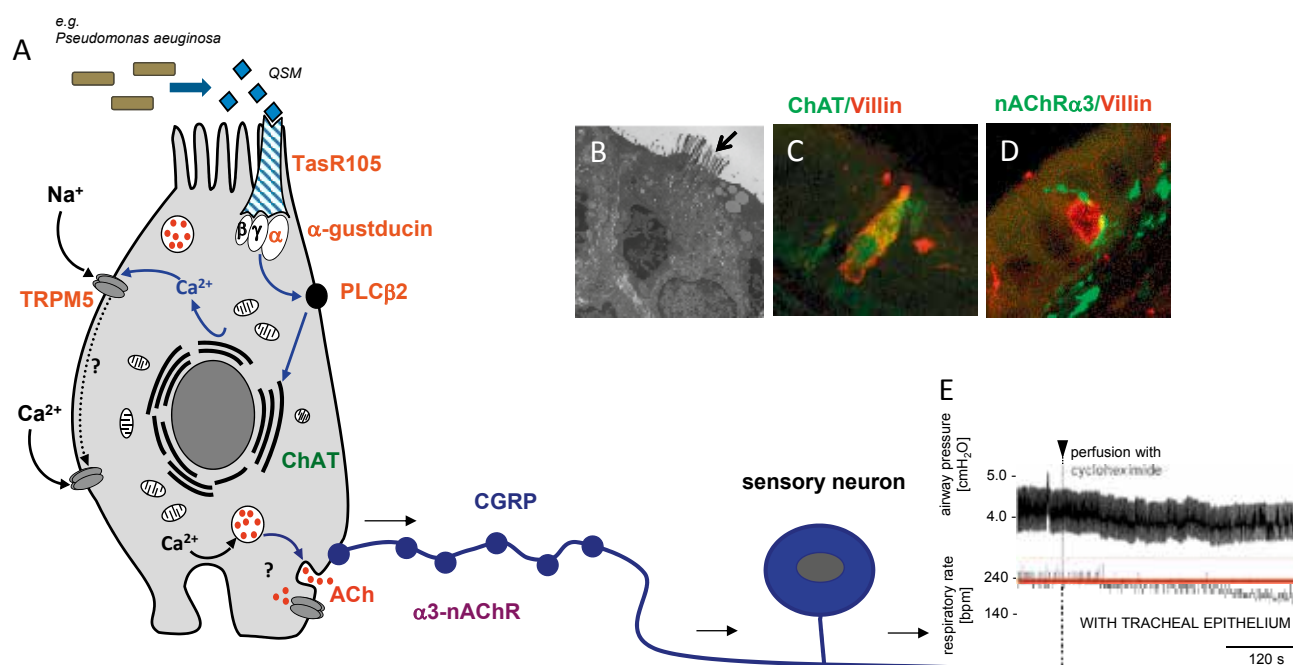 A
e.g.
Pseudomonas aeuginosa
QSM
TasR105
β
γ
α
α-gustducin
Na⁺
TRPM5
Ca²⁺
PLCβ2
?
Ca²⁺
ChAT
Ca²⁺
?
ACh
CGRP
α3-nAChR
sensory neuron
ChAT/Villin
nAChRα3/Villin
B
C
D
E
airway pressure
[cmH₂O]
perfusion with
cycloheximide
5.0 -
4.0 -
respiratory rate
[bpm]
240 -
140 -
WITH TRACHEAL EPITHELIUM
120 s